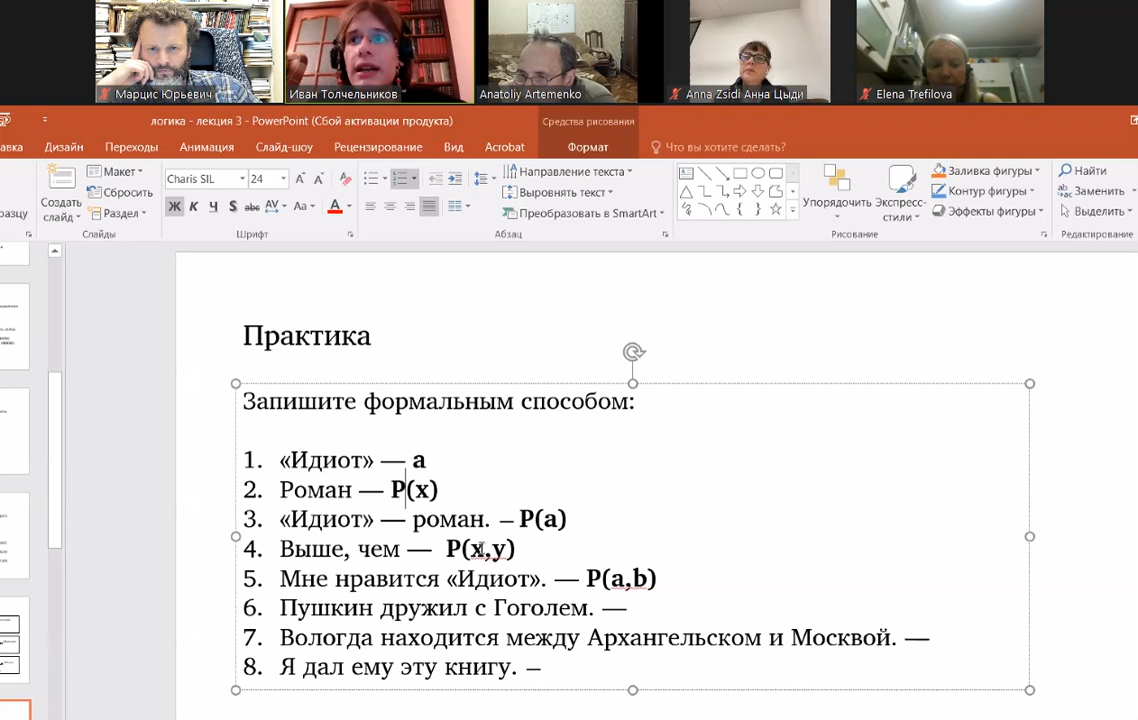 Марцис Юрьевич
Иван Толчельников
Anatoliy Artemenko
Anna Zsidi Анна Цыди
Elena Trefilova
логика - лекция 3 - PowerPoint (Сбой активации продукта)
Средства рисования
авка Дизайн Переходы Анимация Слайд-шоу Рецензирование Вид Acrobat Формат Что вы хотите сделать?
разцу
Создать слайд
Макет
Сбросить
Раздел
Слайды
Charis SIL 24
Ж К Ч S abc AV Aa A
Шрифт
Направление текста
Выровнять текст
Преобразовать в SmartArt
Абзац
Упорядочить
Экспресс-стили
Заливка фигуры
Контур фигуры
Эффекты фигуры
Рисование
Найти
Заменить
Выделить
Редактирование
Практика
Запишите формальным способом:
1. «Идиот» — a
2. Роман — P(x)
3. «Идиот» — роман. – P(a)
4. Выше, чем — P(x,y)
5. Мне нравится «Идиот». — P(a,b)
6. Пушкин дружил с Гоголем. —
7. Вологда находится между Архангельском и Москвой. —
8. Я дал ему эту книгу. –